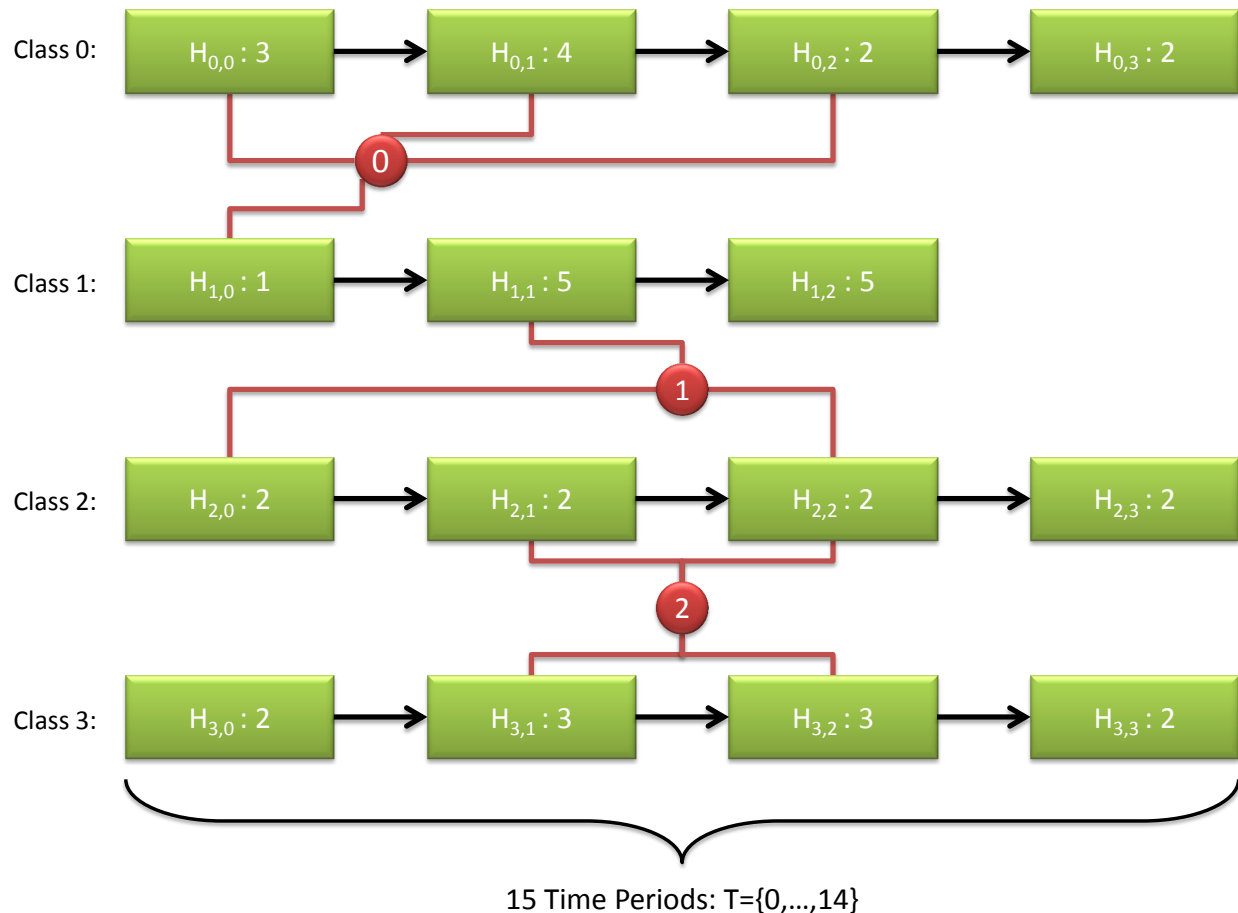 Class 0: H0,0 : 3 H0,1 : 4 H0,2 : 2 H0,3 : 2
0
Class 1: H1,0 : 1 H1,1 : 5 H1,2 : 5
1
Class 2: H2,0 : 2 H2,1 : 2 H2,2 : 2 H2,3 : 2
2
Class 3: H3,0 : 2 H3,1 : 3 H3,2 : 3 H3,3 : 2
15 Time Periods: T={0,...,14}